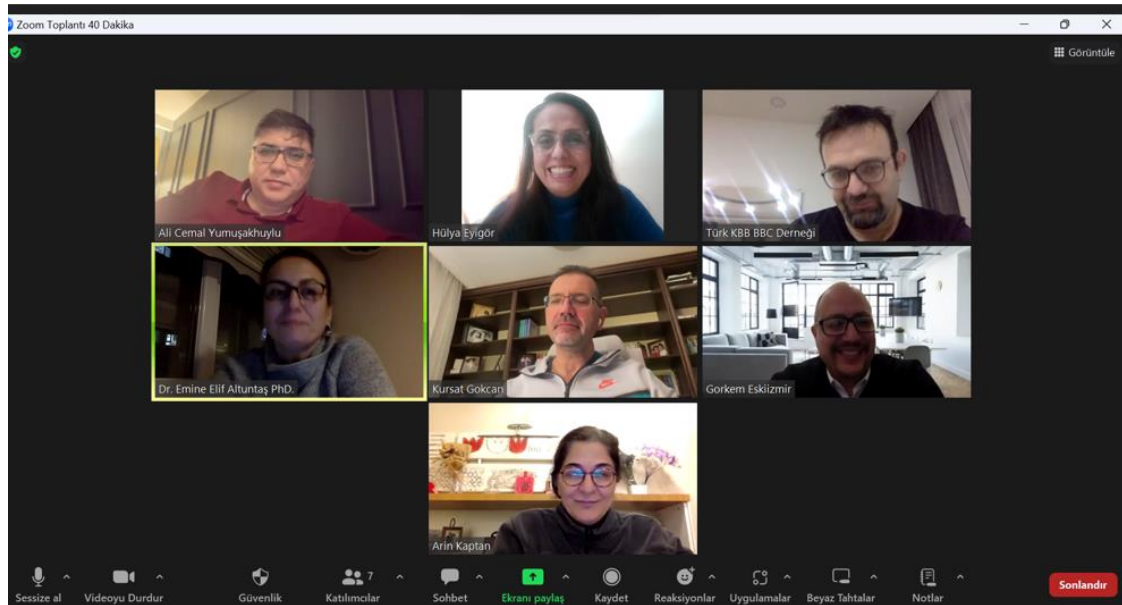 Zoom Toplantı 40 Dakika
Görüntüle
Ali Cemal Yumuşakhuylu
Hülya Eyigör
Türk KBB BBC Derneği
Dr. Emine Elif Altuntaş PhD.
Kursat Gokcan
Gorkem Eskiizmir
Arin Kaptan
7
Sessize al
Videoyu Durdur
Güvenlik
Katılımcılar
Sohbet
Ekranı paylaş
Kaydet
Reaksiyonlar
Uygulamalar
Beyaz Tahtalar
Notlar
Sonlandır